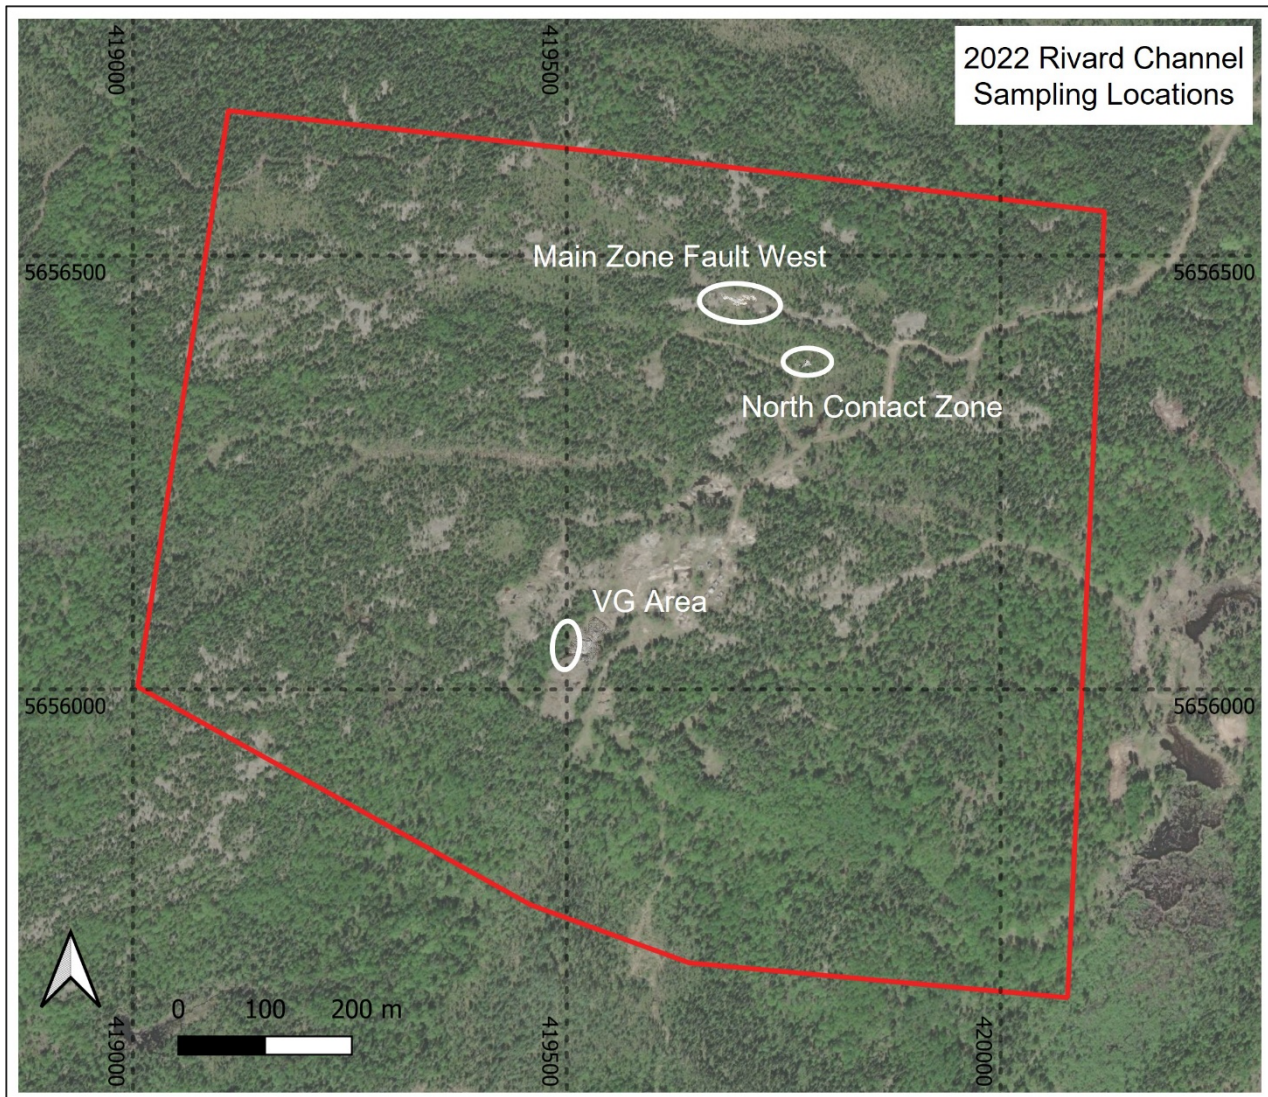 2022 Rivard Channel
Sampling Locations
419000
419500
5656500
5656500
Main Zone Fault West
North Contact Zone
VG Area
5656000
5656000
0 100 200 m
419000
419500
420000